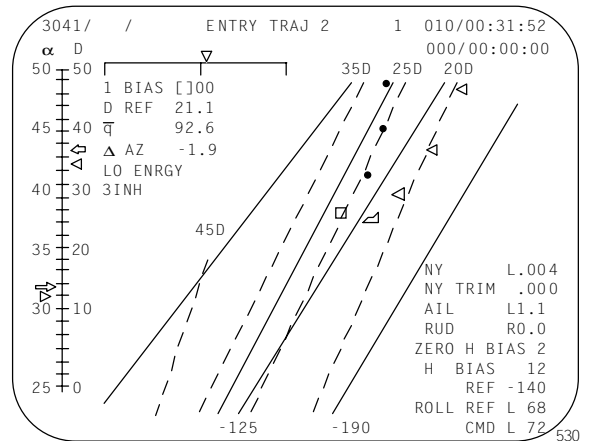 3041/   /   ENTRY TRAJ 2   1 010/00:31:52
000/00:00:00
α D
50 50
35D 25D 20D
1 BIAS []00
D REF 21.1
q̅ 92.6
45 40
Δ AZ -1.9
LO ENRGY
40 30 3INH
45D
35 20
NY L.004
NY TRIM .000
30 10
AIL L1.1
RUD R0.0
ZERO H BIAS 2
H BIAS 12
25 0
REF -140
ROLL REF L 68
-125 -190 CMD L 72
530